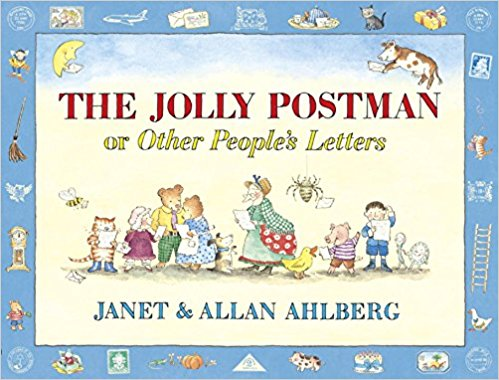 THE JOLLY POSTMAN
or Other People's Letters
JANET & ALLAN AHLBERG